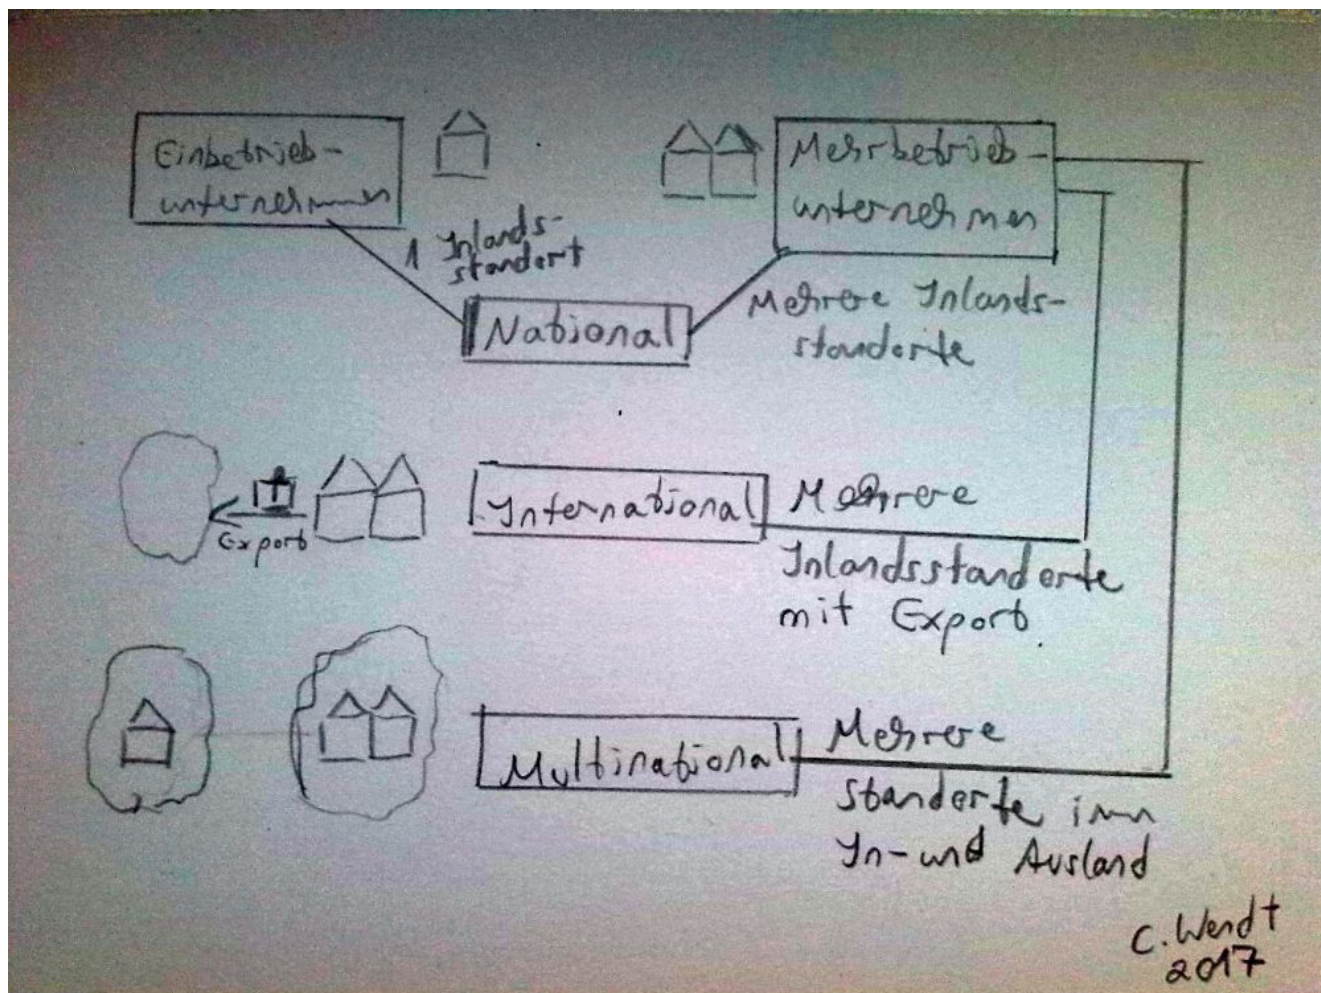 Einbetrieb-
unternehmen
1 Inlands-
standort
Mehrbetrieb-
unternehmen
Mehrere Inlands-
standorte
National
Export
International
Mehrere
Inlandsstandorte
mit Export.
Multinational
Mehrere
Standorte im
In- und Ausland
C. Wendt
2017